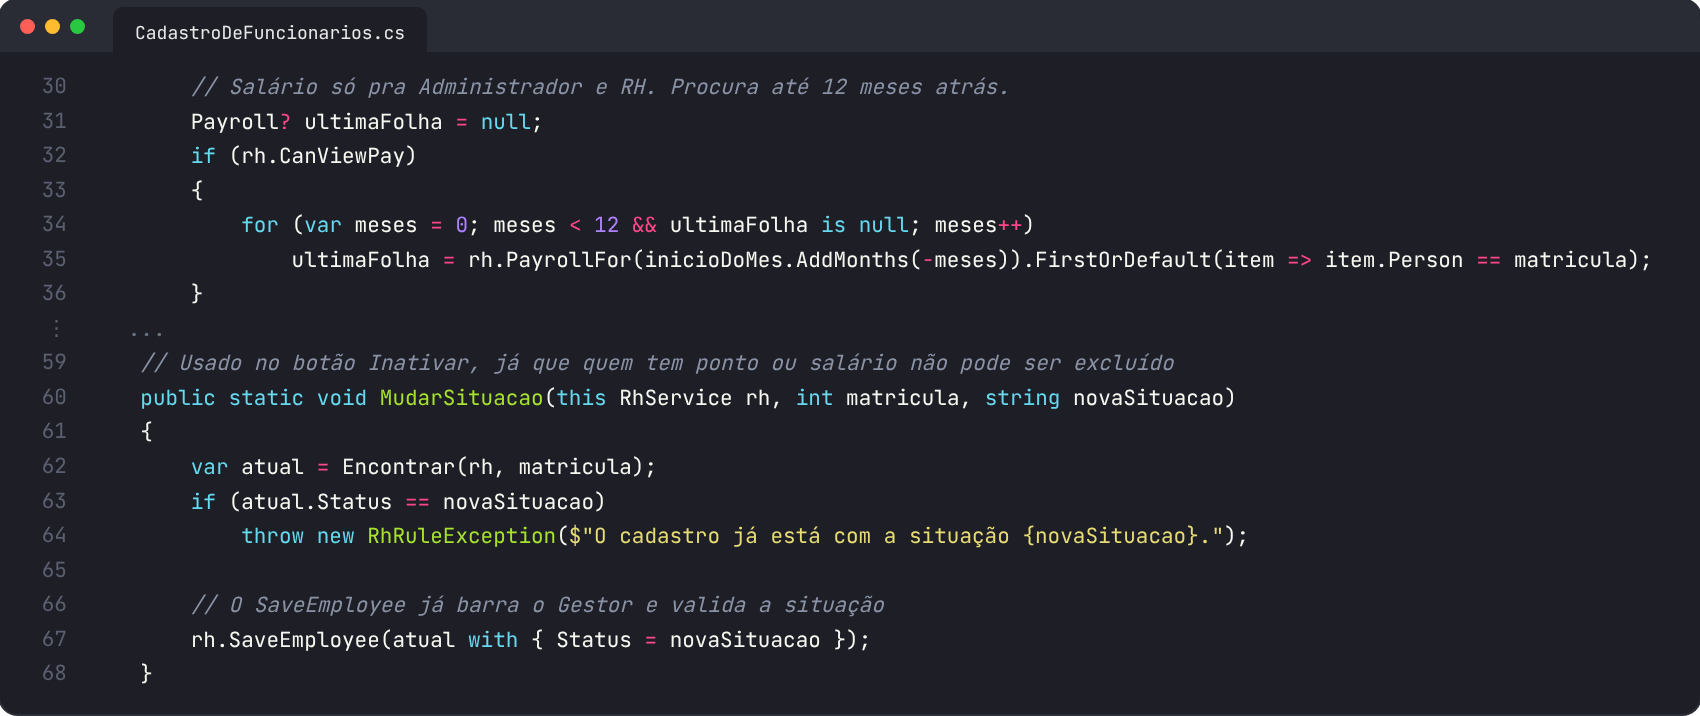 CadastroDeFuncionarios.cs
30 // Salário só pra Administrador e RH. Procura até 12 meses atrás.
31 Payroll? ultimaFolha = null;
32 if (rh.CanViewPay)
33 {
34 for (var meses = 0; meses < 12 && ultimaFolha is null; meses++)
35 ultimaFolha = rh.PayrollFor(inicioDoMes.AddMonths(-meses)).FirstOrDefault(item => item.Person == matricula);
36 }
⋮ ...
59 // Usado no botão Inativar, já que quem tem ponto ou salário não pode ser excluído
60 public static void MudarSituacao(this RhService rh, int matricula, string novaSituacao)
61 {
62 var atual = Encontrar(rh, matricula);
63 if (atual.Status == novaSituacao)
64 throw new RhRuleException($"O cadastro já está com a situação {novaSituacao}.");
65
66 // O SaveEmployee já barra o Gestor e valida a situação
67 rh.SaveEmployee(atual with { Status = novaSituacao });
68 }